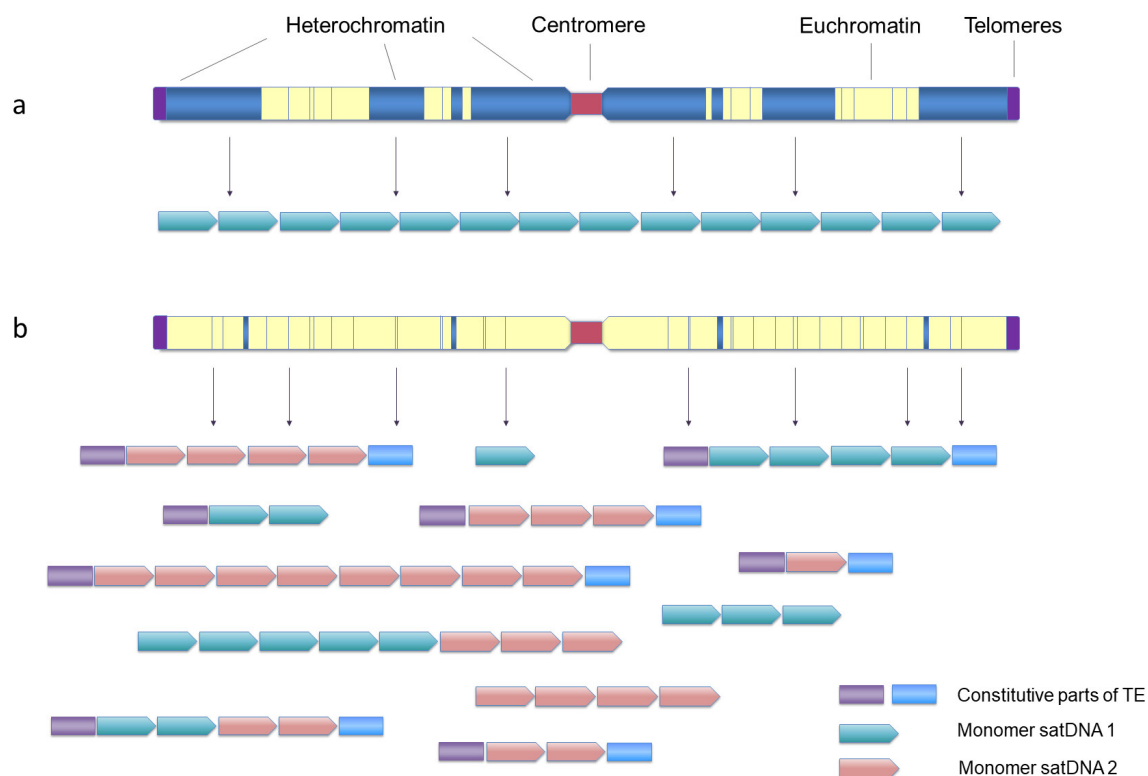 Heterochromatin Centromere Euchromatin Telomeres
a
b
Constitutive parts of TE
Monomer satDNA 1
Monomer satDNA 2